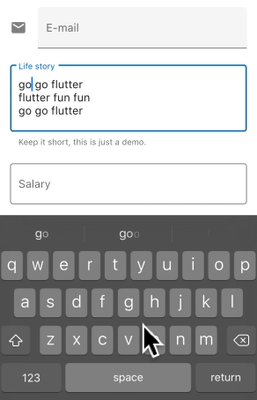 E-mail
Life story
go go flutter
flutter fun fun
go go flutter
Keep it short, this is just a demo.
Salary
go goo
q w e r t y u i o p
a s d f g h j k l
z x c v n m
123 space return